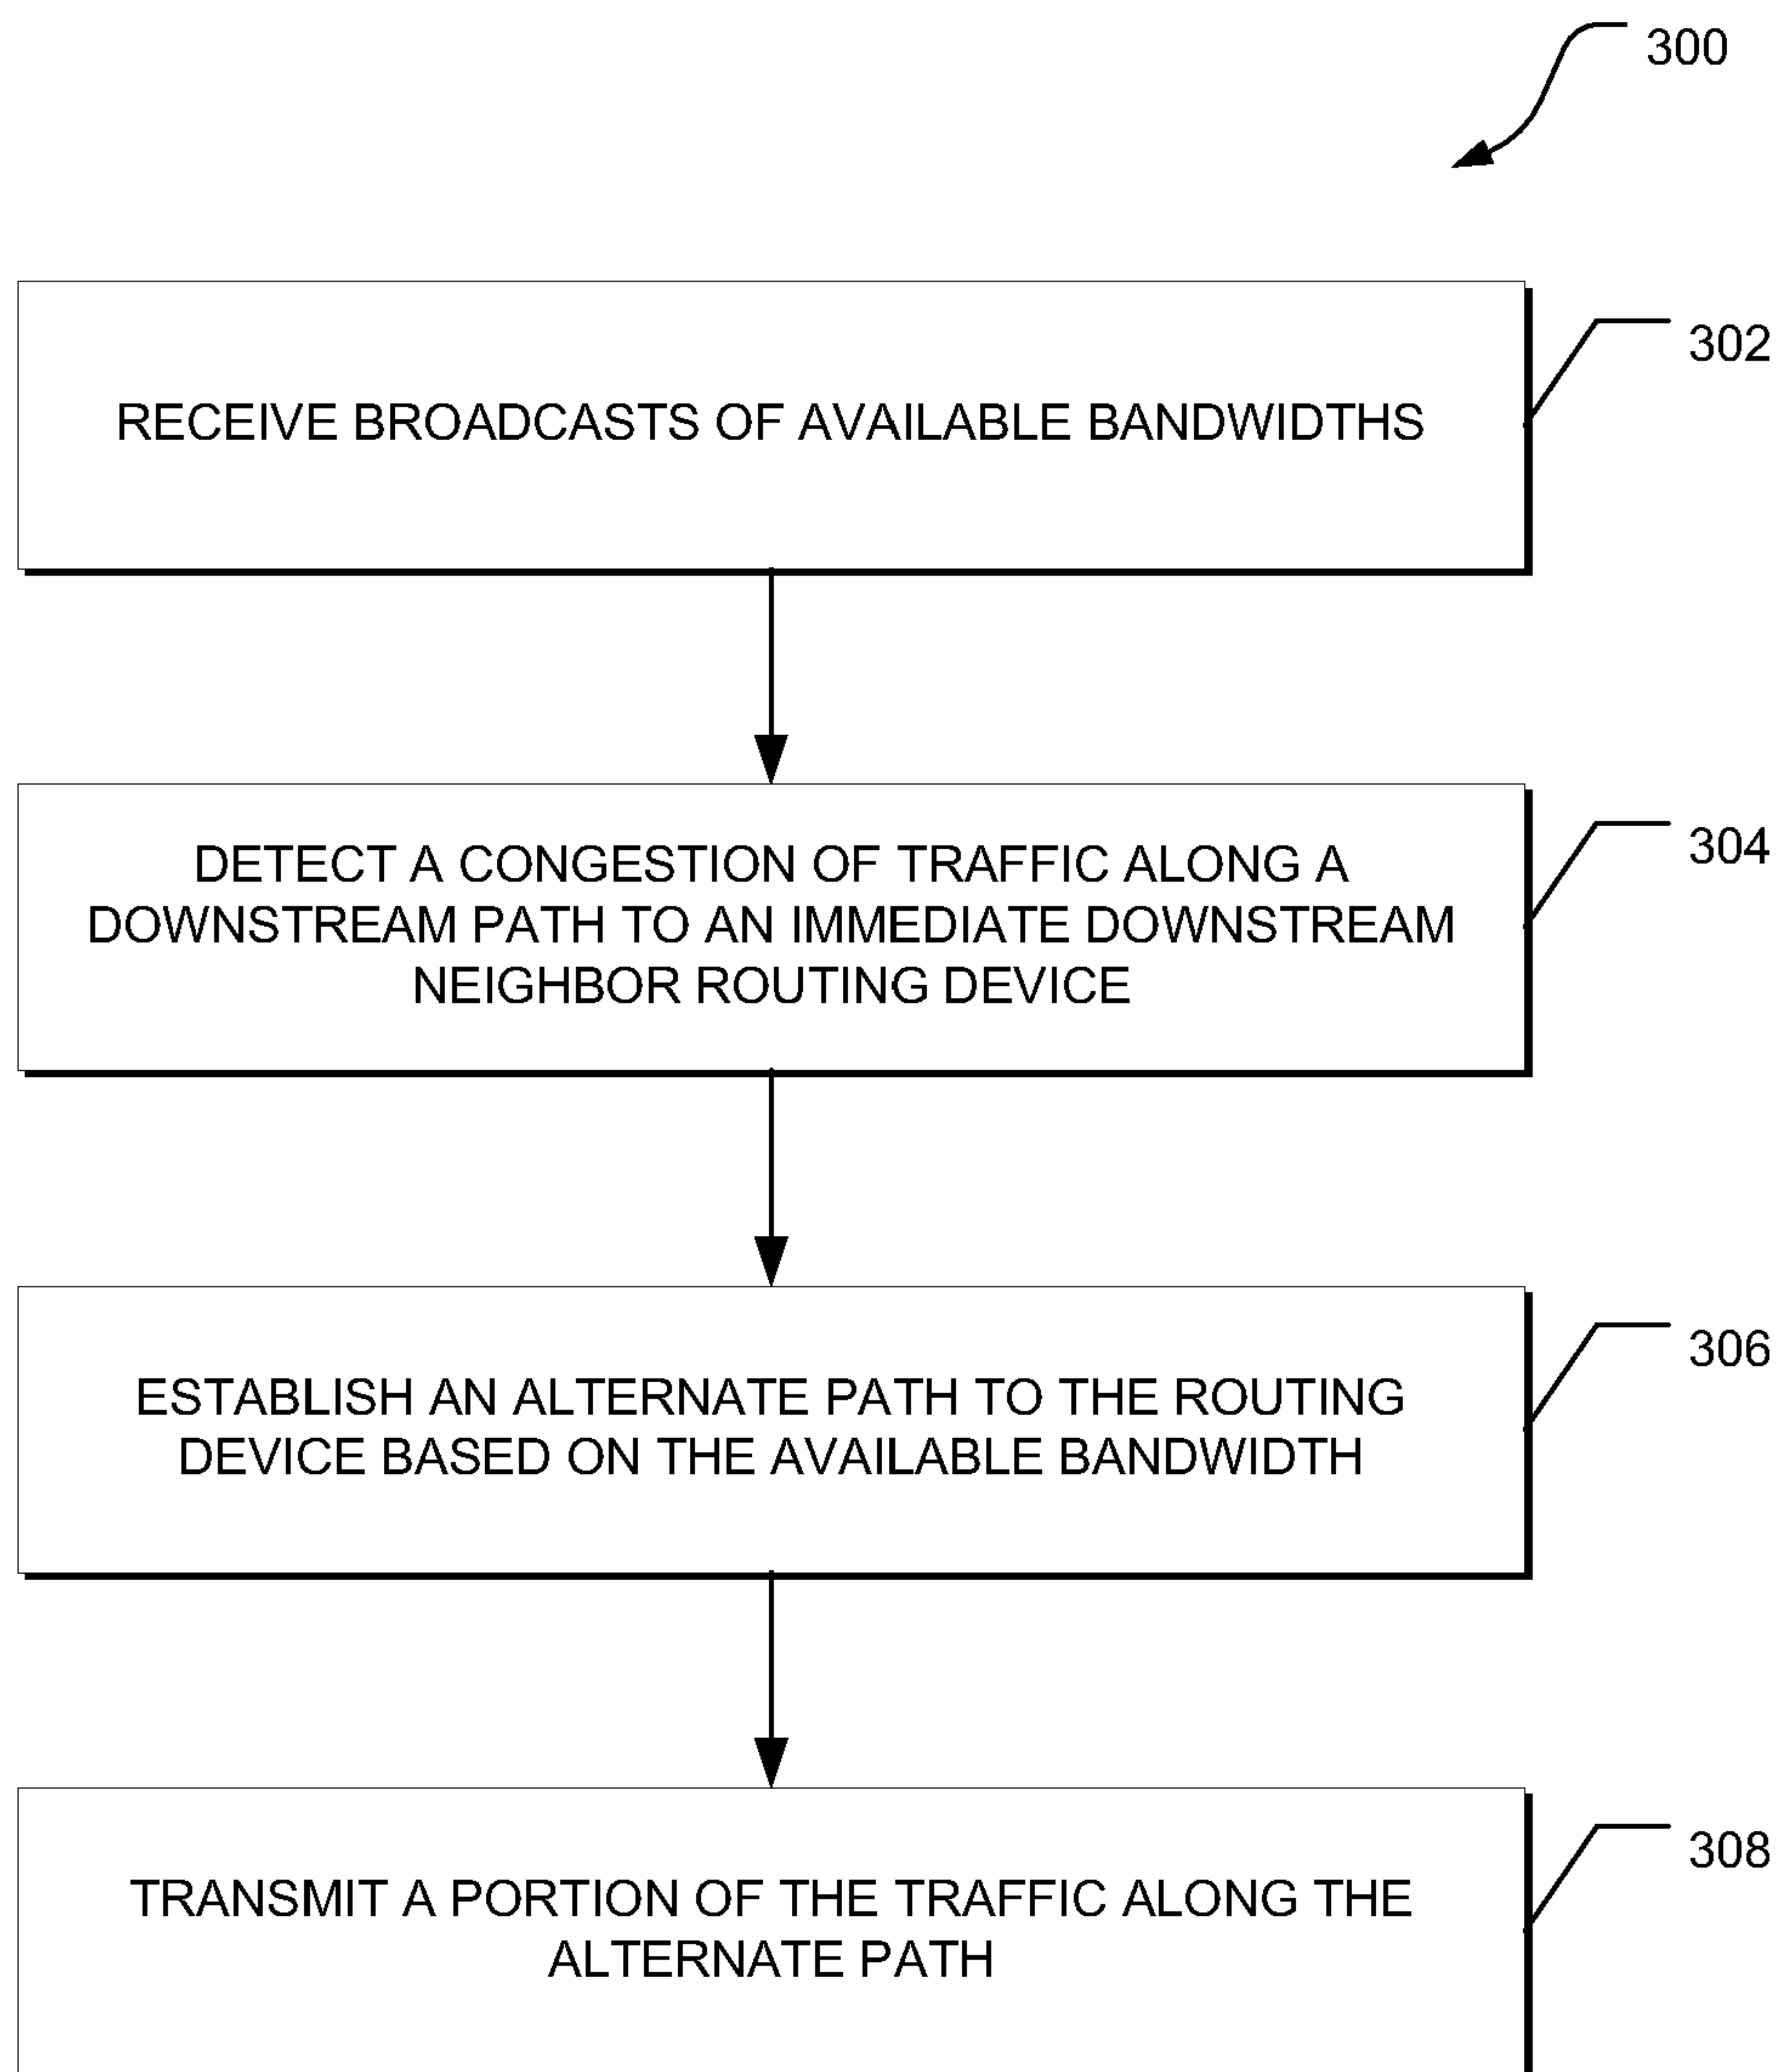 300
RECEIVE BROADCASTS OF AVAILABLE BANDWIDTHS
302
DETECT A CONGESTION OF TRAFFIC ALONG A
DOWNSTREAM PATH TO AN IMMEDIATE DOWNSTREAM
NEIGHBOR ROUTING DEVICE
304
ESTABLISH AN ALTERNATE PATH TO THE ROUTING
DEVICE BASED ON THE AVAILABLE BANDWIDTH
306
TRANSMIT A PORTION OF THE TRAFFIC ALONG THE
ALTERNATE PATH
308